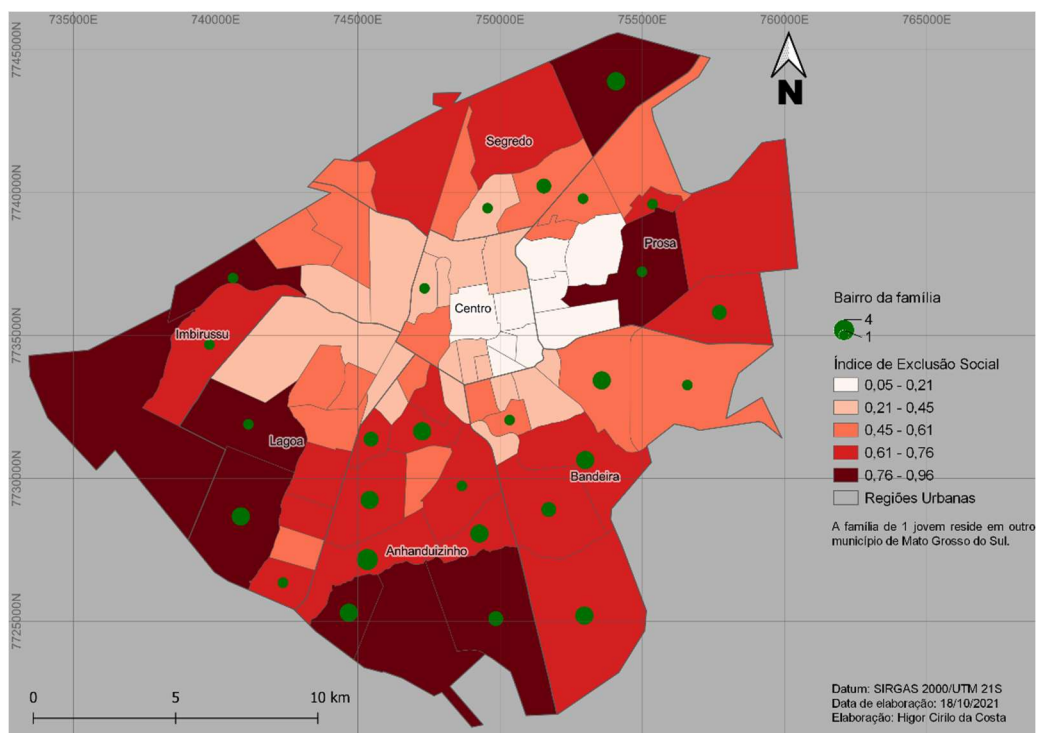 735000E 740000E 745000E 750000E 755000E 760000E 765000E
7745000N
7740000N
7735000N
7730000N
7725000N
N
Segredo
Prosa
Centro
Imbirussu
Lagoa
Bandeira
Anhanduizinho
Bairro da família
4
1
Índice de Exclusão Social
0,05 - 0,21
0,21 - 0,45
0,45 - 0,61
0,61 - 0,76
0,76 - 0,96
Regiões Urbanas
A família de 1 jovem reside em outro
município de Mato Grosso do Sul.
0 5 10 km
Datum: SIRGAS 2000/UTM 21S
Data de elaboração: 18/10/2021
Elaboração: Higor Cirilo da Costa